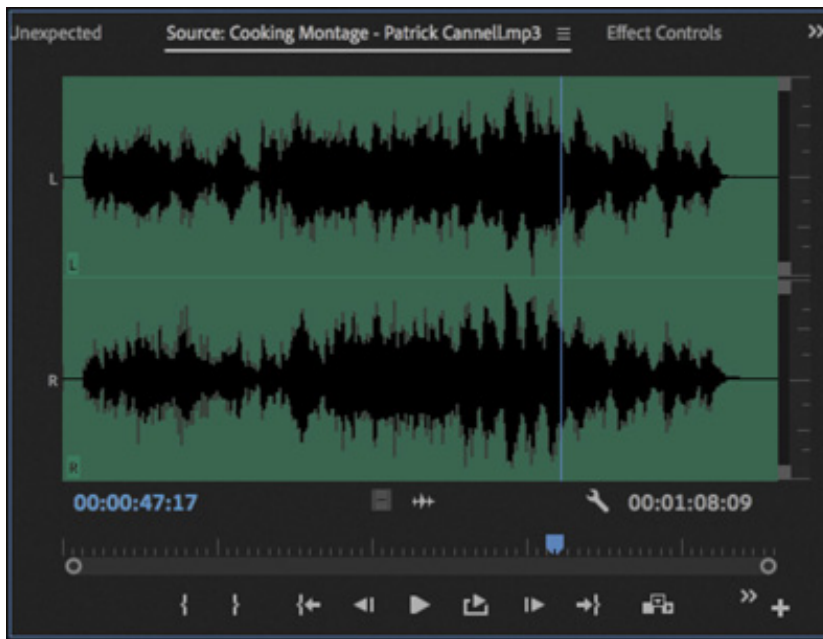 Unexpected Source: Cooking Montage - Patrick Cannell.mp3 Effect Controls
L
L
R
R
00:00:47:17 00:01:08:09